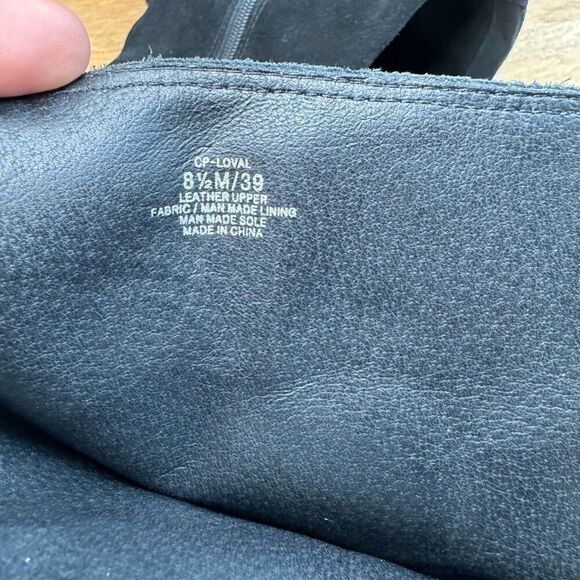 CP-LOVAL
8½M/39
LEATHER UPPER
FABRIC / MAN MADE LINING
MAN MADE SOLE
MADE IN CHINA